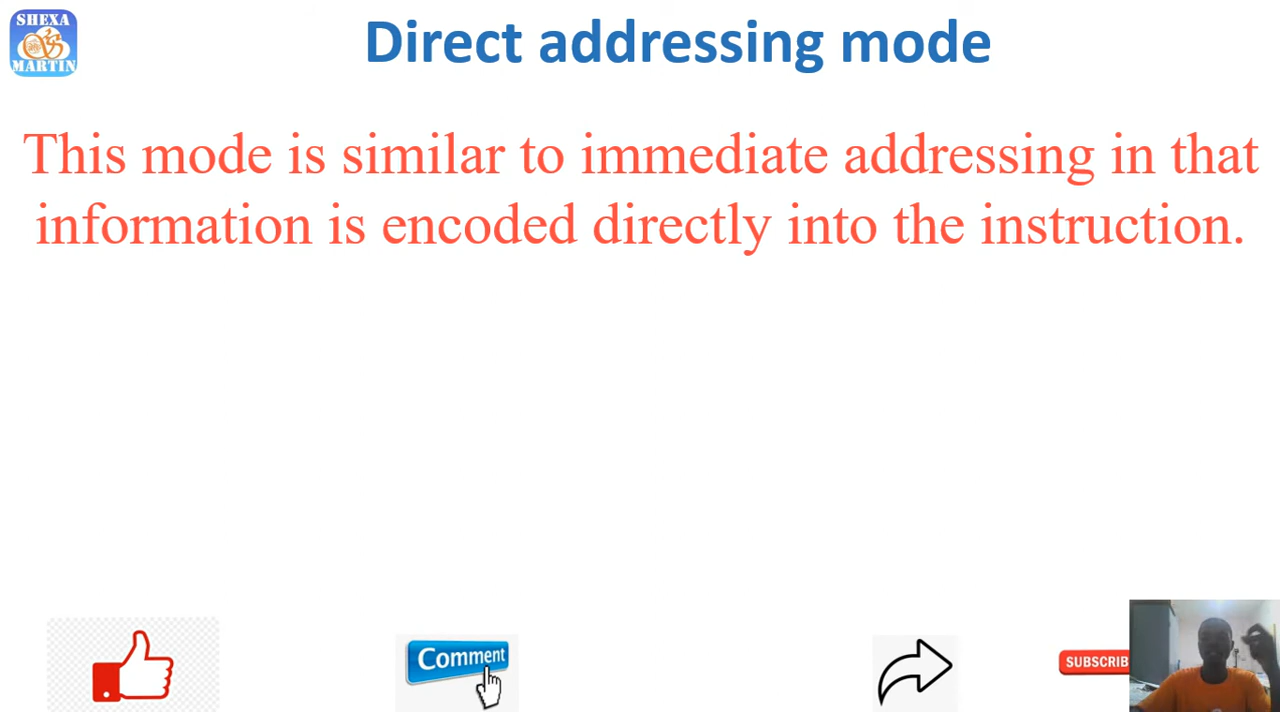 SHEXA
MARTIN
Direct addressing mode
This mode is similar to immediate addressing in that
information is encoded directly into the instruction.
Comment
SUBSCRIB